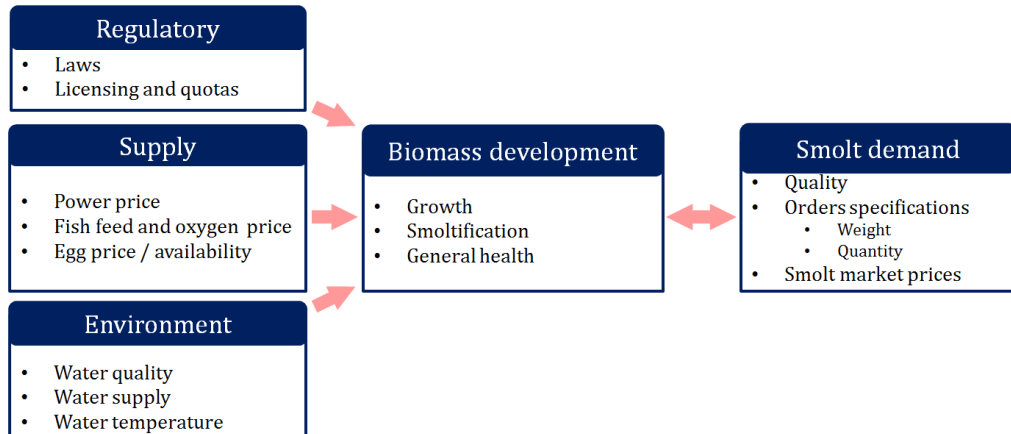 Regulatory
• Laws
• Licensing and quotas
Supply
• Power price
• Fish feed and oxygen price
• Egg price / availability
Environment
• Water quality
• Water supply
• Water temperature
Biomass development
• Growth
• Smoltification
• General health
Smolt demand
• Quality
• Orders specifications
• Weight
• Quantity
• Smolt market prices